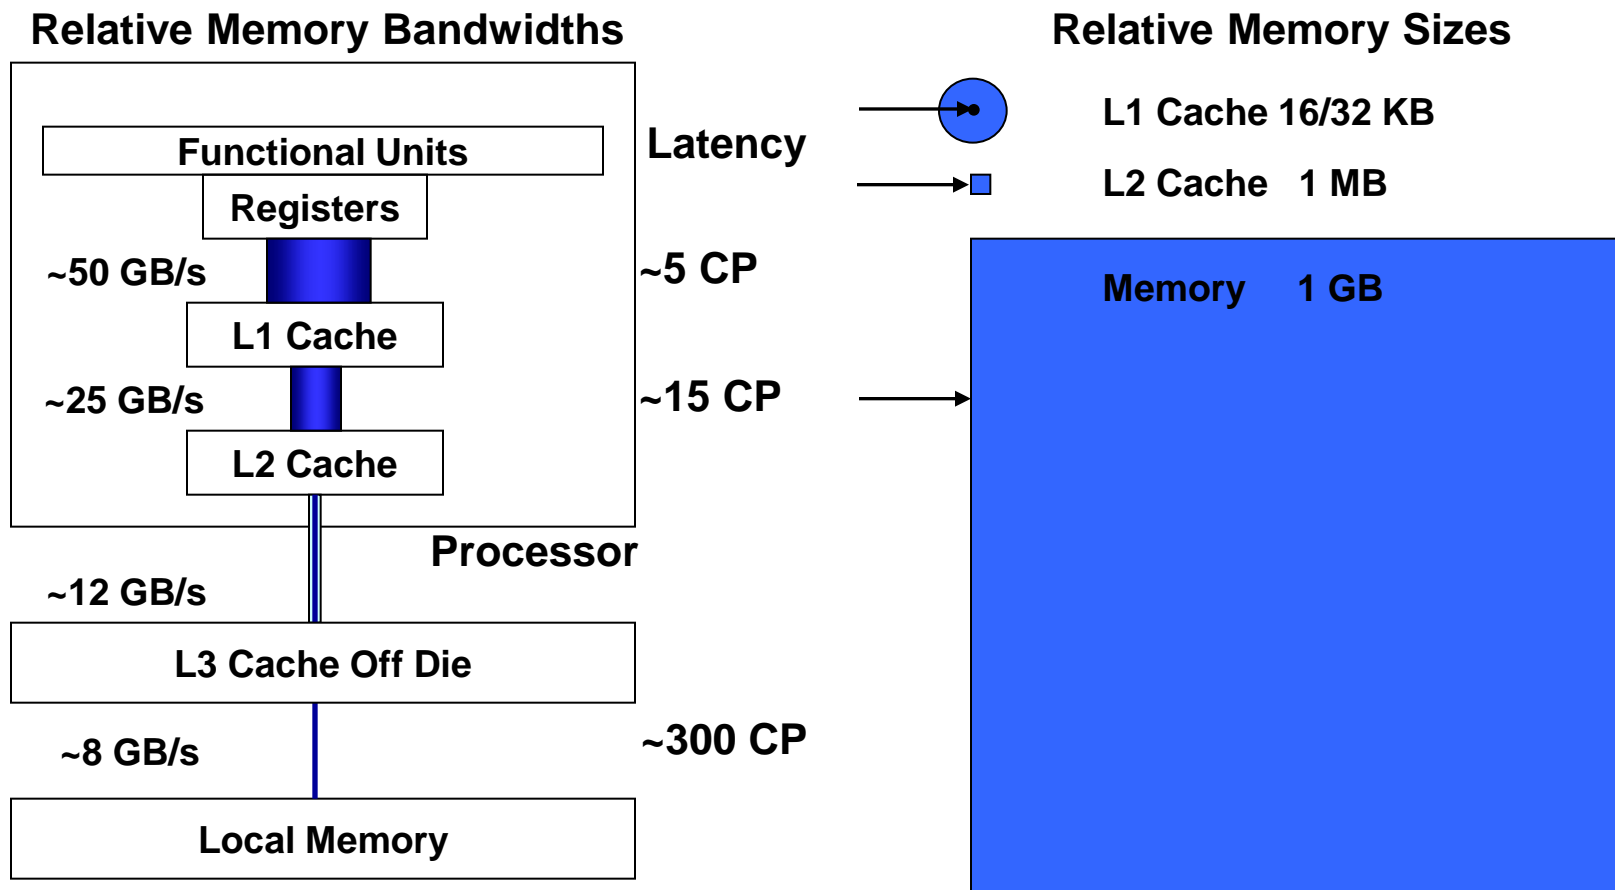 Relative Memory Bandwidths
Functional Units
Registers
~50 GB/s
L1 Cache
~25 GB/s
L2 Cache
Processor
~12 GB/s
L3 Cache Off Die
~8 GB/s
Local Memory
Latency
~5 CP
~15 CP
~300 CP
Relative Memory Sizes
L1 Cache 16/32 KB
L2 Cache 1 MB
Memory 1 GB